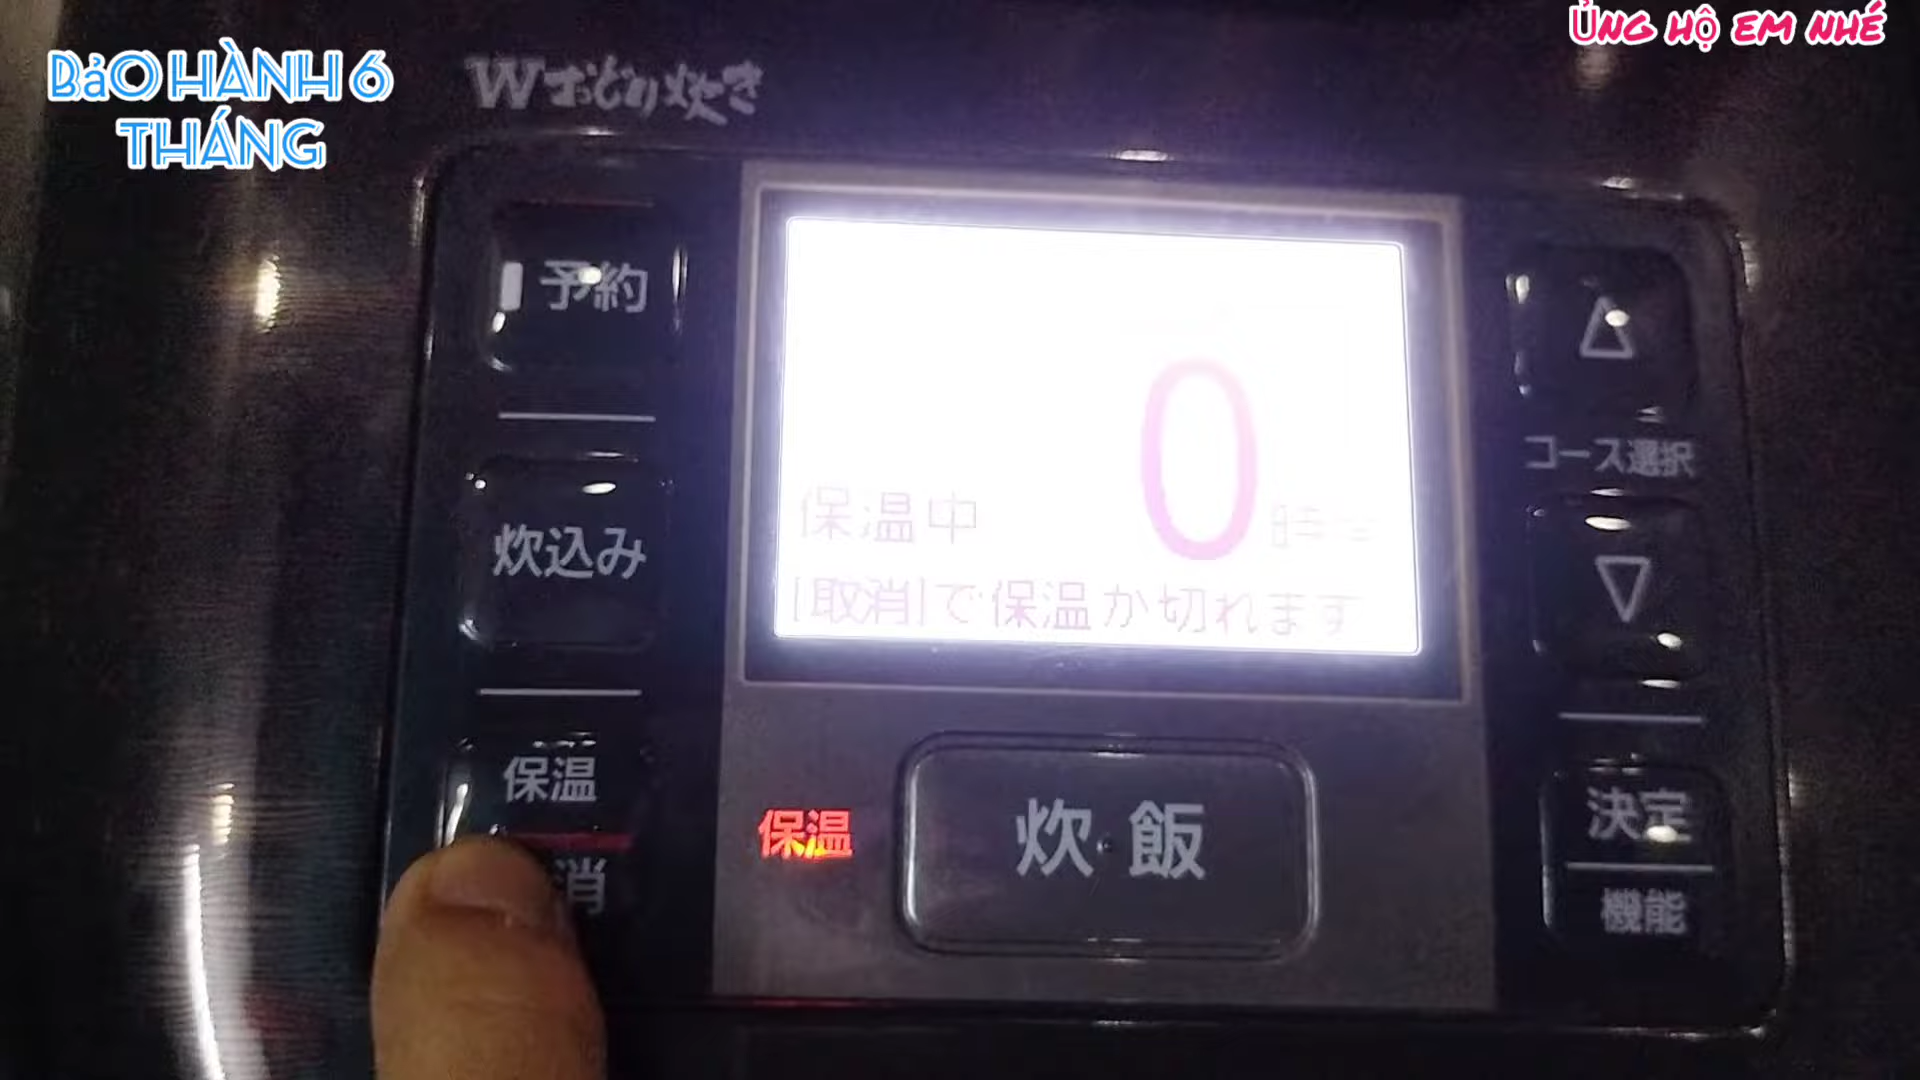 BảO HÀNH 6
THÁNG
ỦNG HỘ EM NHÉ
Wおどり炊き
予約
炊込み
保温
消
0
保温中
[取消]で保温が切れます
保温
炊飯
△
コース選択
▽
決定
機能